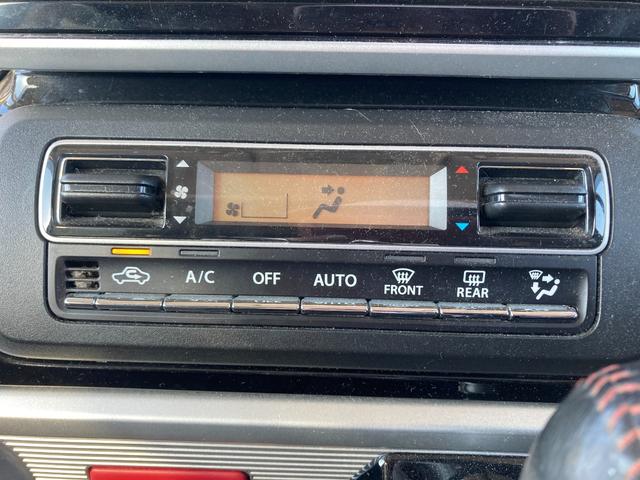 A/C OFF AUTO FRONT REAR